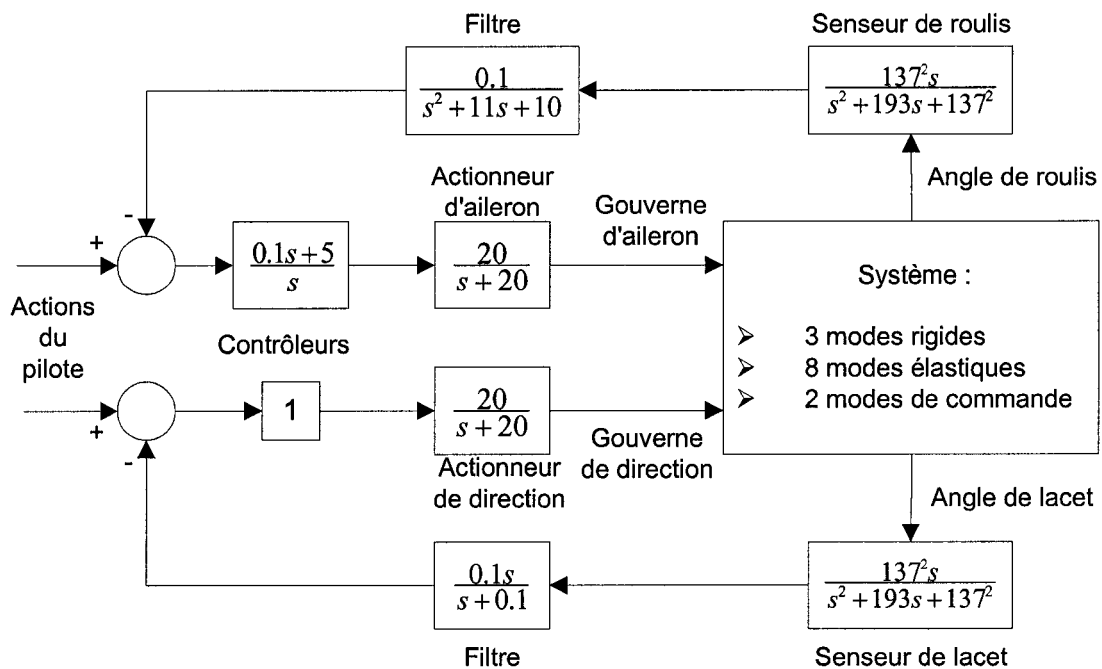 Filtre
Senseur de roulis
0.1
s² + 11s + 10
137²s
s² + 193s + 137²
Angle de roulis
-
+
0.1s + 5
s
Actionneur
d'aileron
20
s + 20
Gouverne
d'aileron
Système :
➢ 3 modes rigides
➢ 8 modes élastiques
➢ 2 modes de commande
Actions
du
pilote
Contrôleurs
+
-
1
20
s + 20
Actionneur
de direction
Gouverne
de direction
Angle de lacet
0.1s
s + 0.1
Filtre
137²s
s² + 193s + 137²
Senseur de lacet